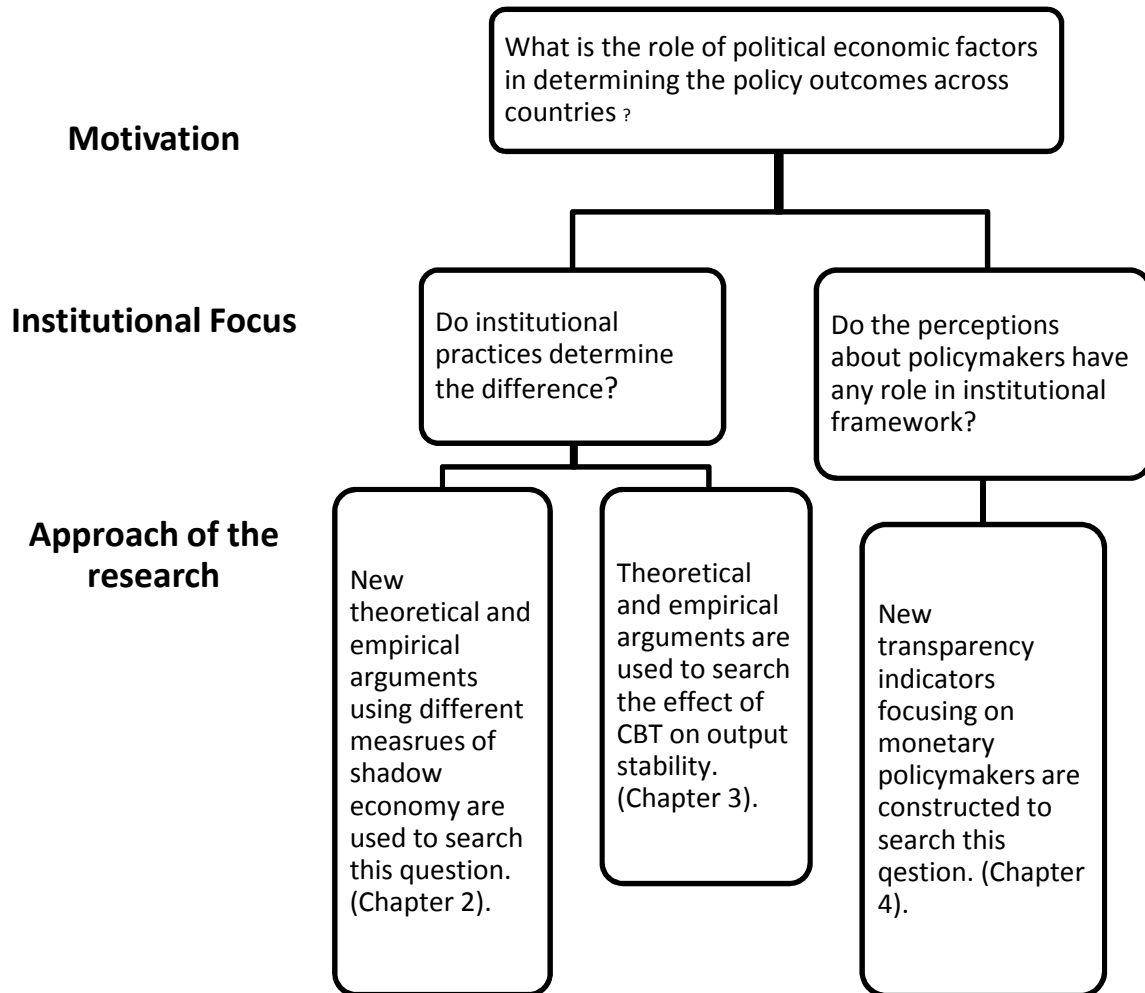 What is the role of political economic factors
in determining the policy outcomes across
countries ?
Motivation
Institutional Focus
Do institutional
practices determine
the difference?
Do the perceptions
about policymakers have
any role in institutional
framework?
Approach of the
research
New
theoretical and
empirical
arguments
using different
measrues of
shadow
economy are
used to search
this question.
(Chapter 2).
Theoretical
and empirical
arguments are
used to search
the effect of
CBT on output
stability.
(Chapter 3).
New
transparency
indicators
focusing on
monetary
policymakers are
constructed to
search this
qestion. (Chapter
4).